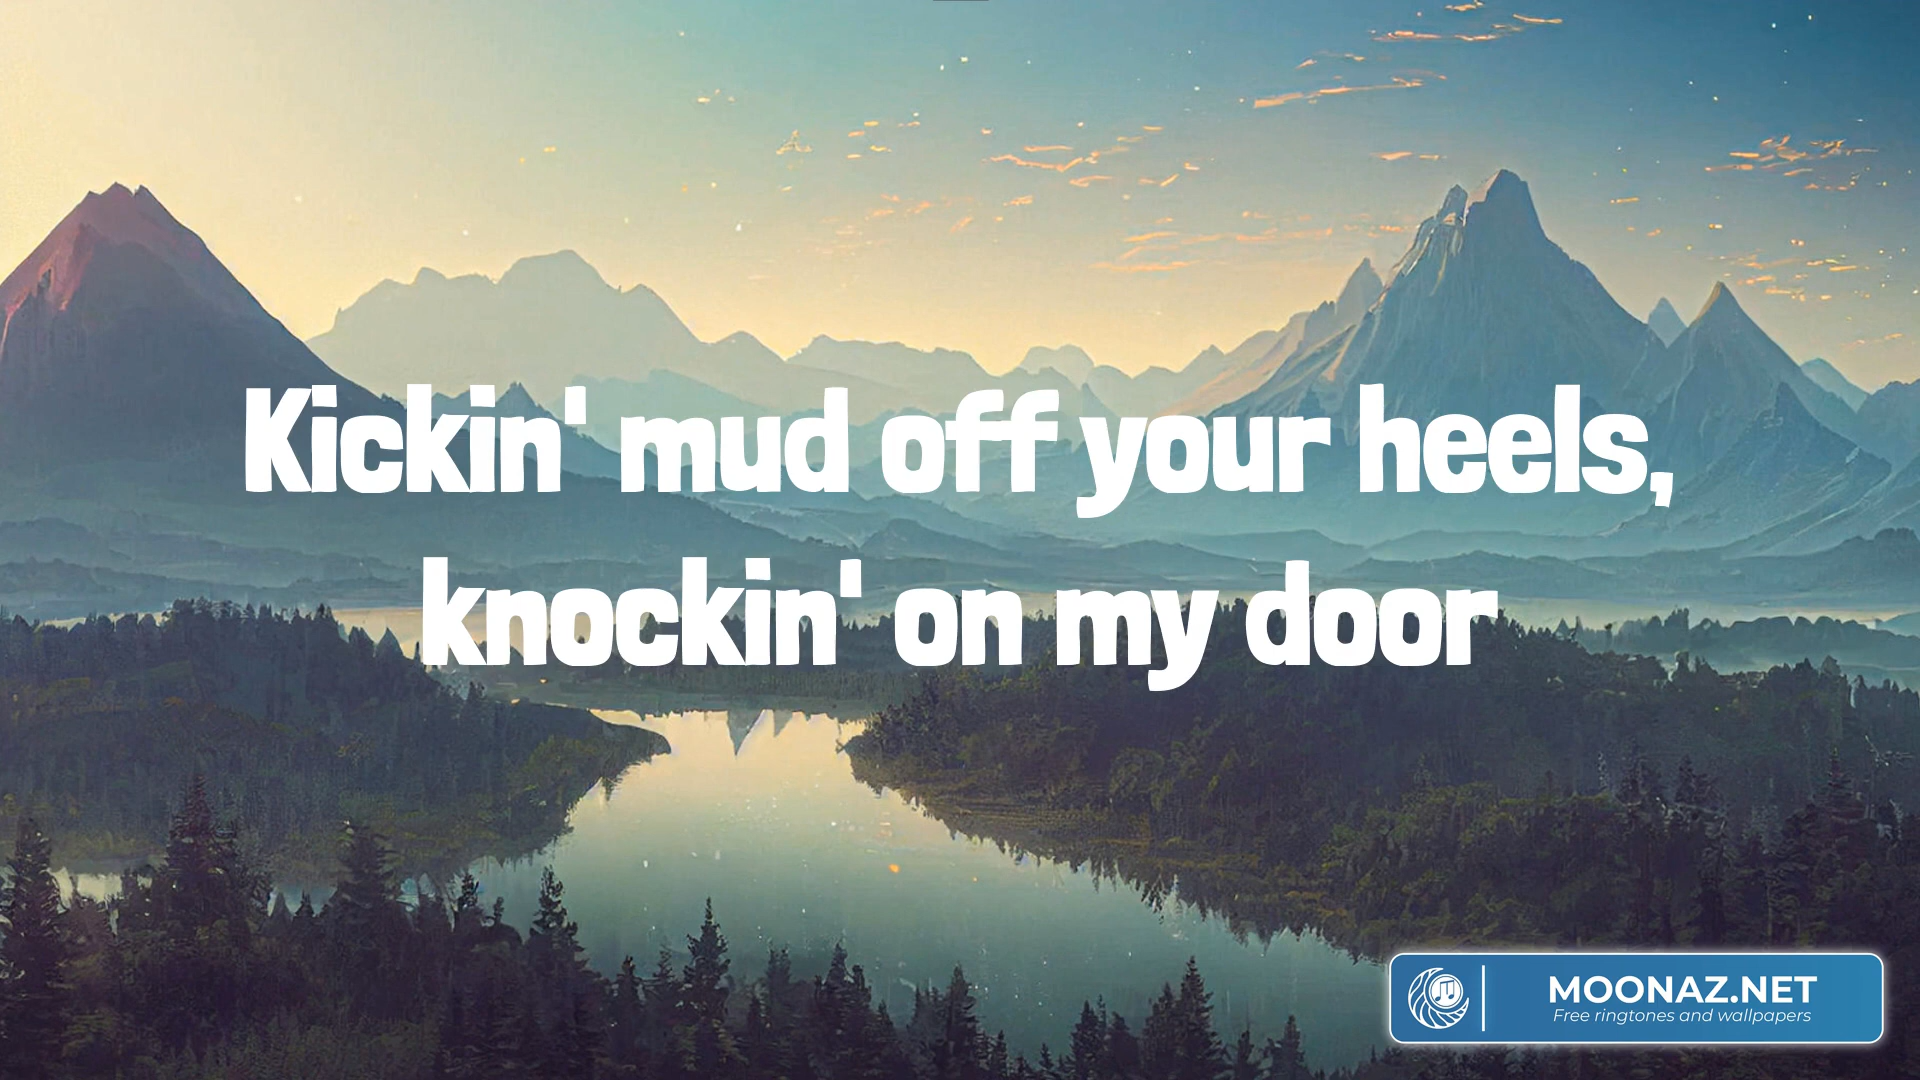 Kickin' mud off your heels,
knockin' on my door
MOONAZ.NET
Free ringtones and wallpapers